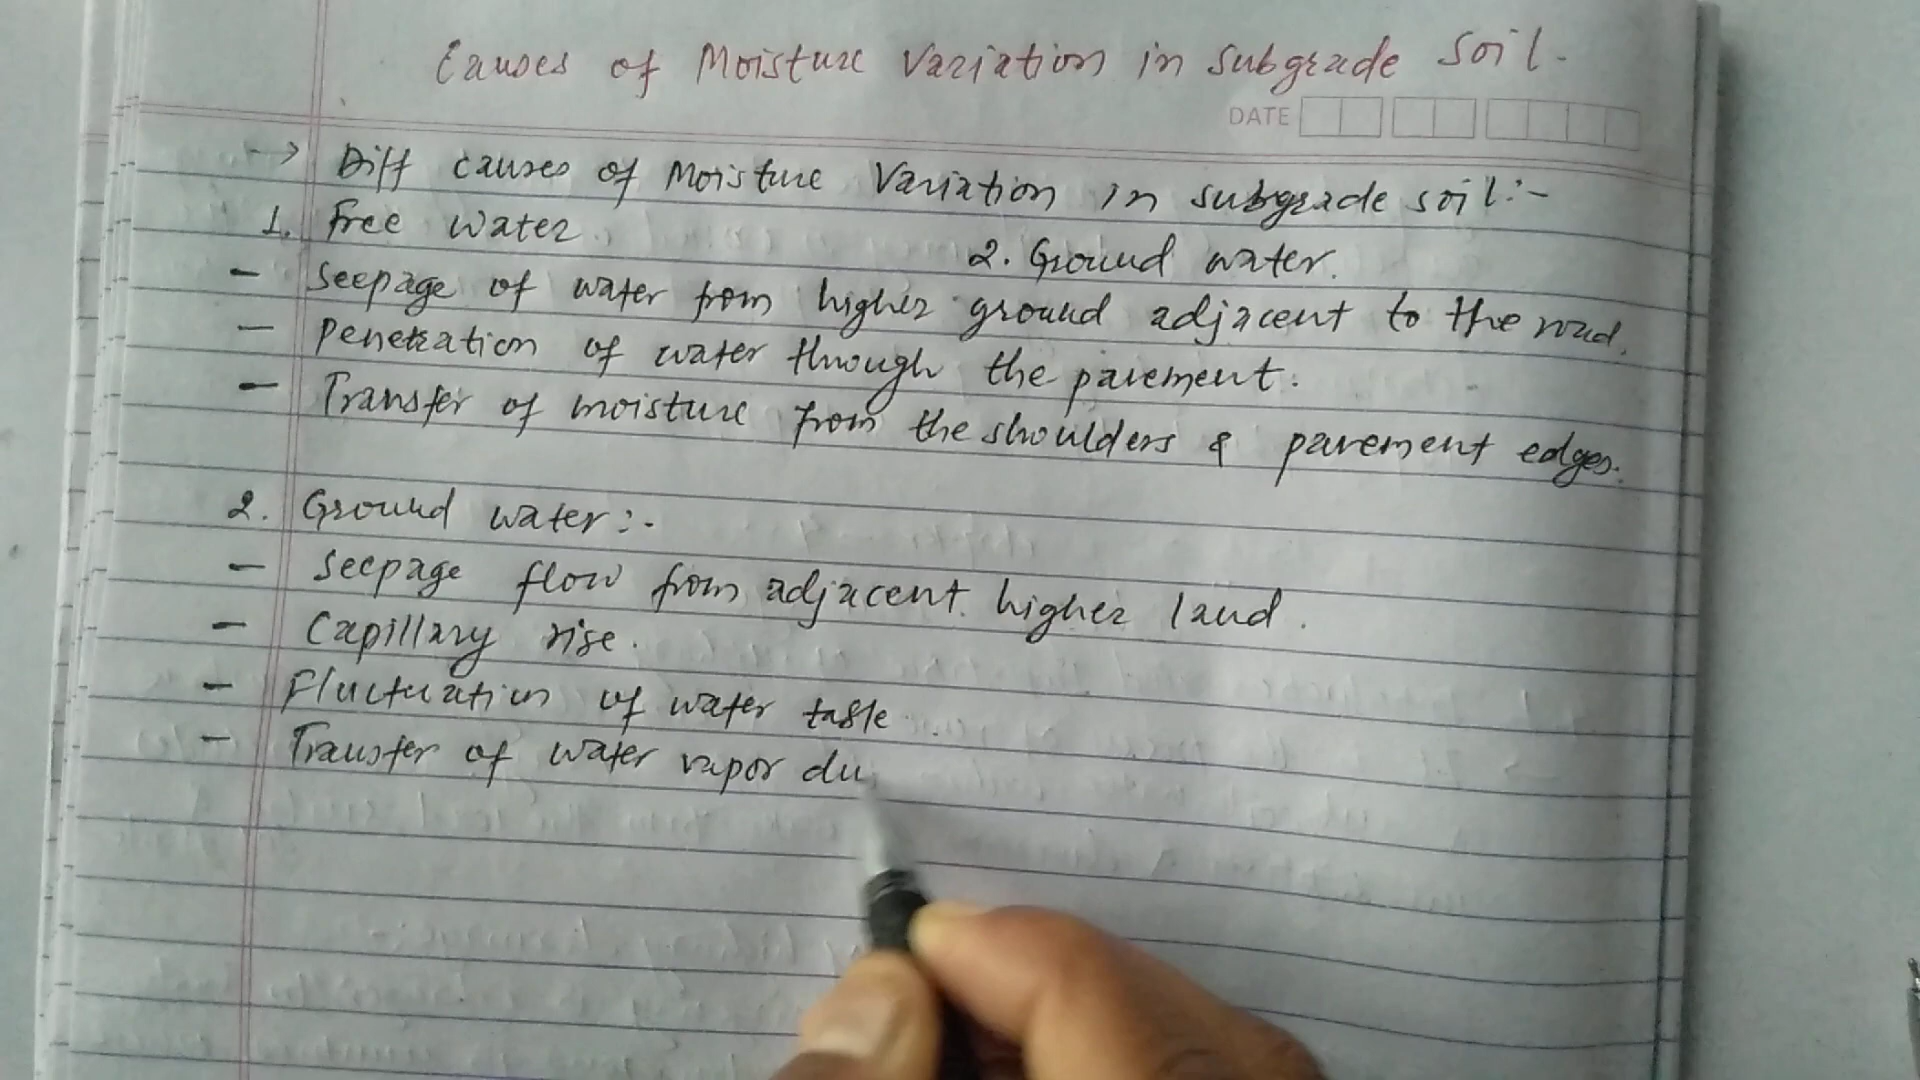 Causes of Moisture Variation in subgrade soil.
DATE
→ Diff causes of Moisture Variation in subgrade soil:-
1. Free water. 2. Ground water.
- Seepage of water from higher ground adjacent to the road.
- Penetration of water through the pavement.
- Transfer of moisture from the shoulders & pavement edges.
2. Ground water:-
- Seepage flow from adjacent higher land.
- Capillary rise.
- Fluctuation of water table.
- Transfer of water vapor du